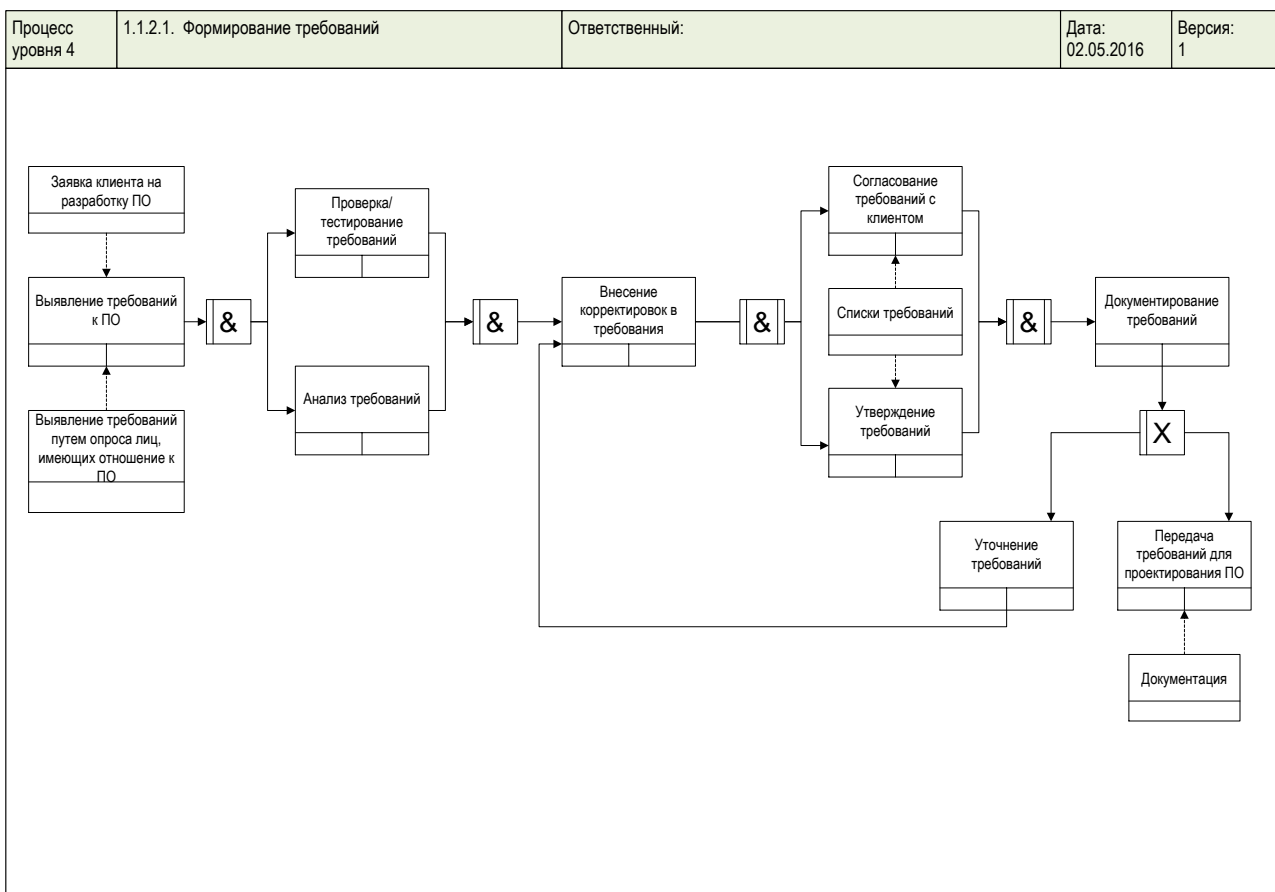 Процесс
уровня 4
1.1.2.1. Формирование требований
Ответственный:
Дата:
02.05.2016
Версия:
1
Заявка клиента на
разработку ПО
Выявление требований
к ПО
Выявление требований
путем опроса лиц,
имеющих отношение к
ПО
&
Проверка/
тестирование
требований
Анализ требований
&
Внесение
корректировок в
требования
&
Согласование
требований с
клиентом
Списки требований
Утверждение
требований
&
Документирование
требований
X
Уточнение
требований
Передача
требований для
проектирования ПО
Документация